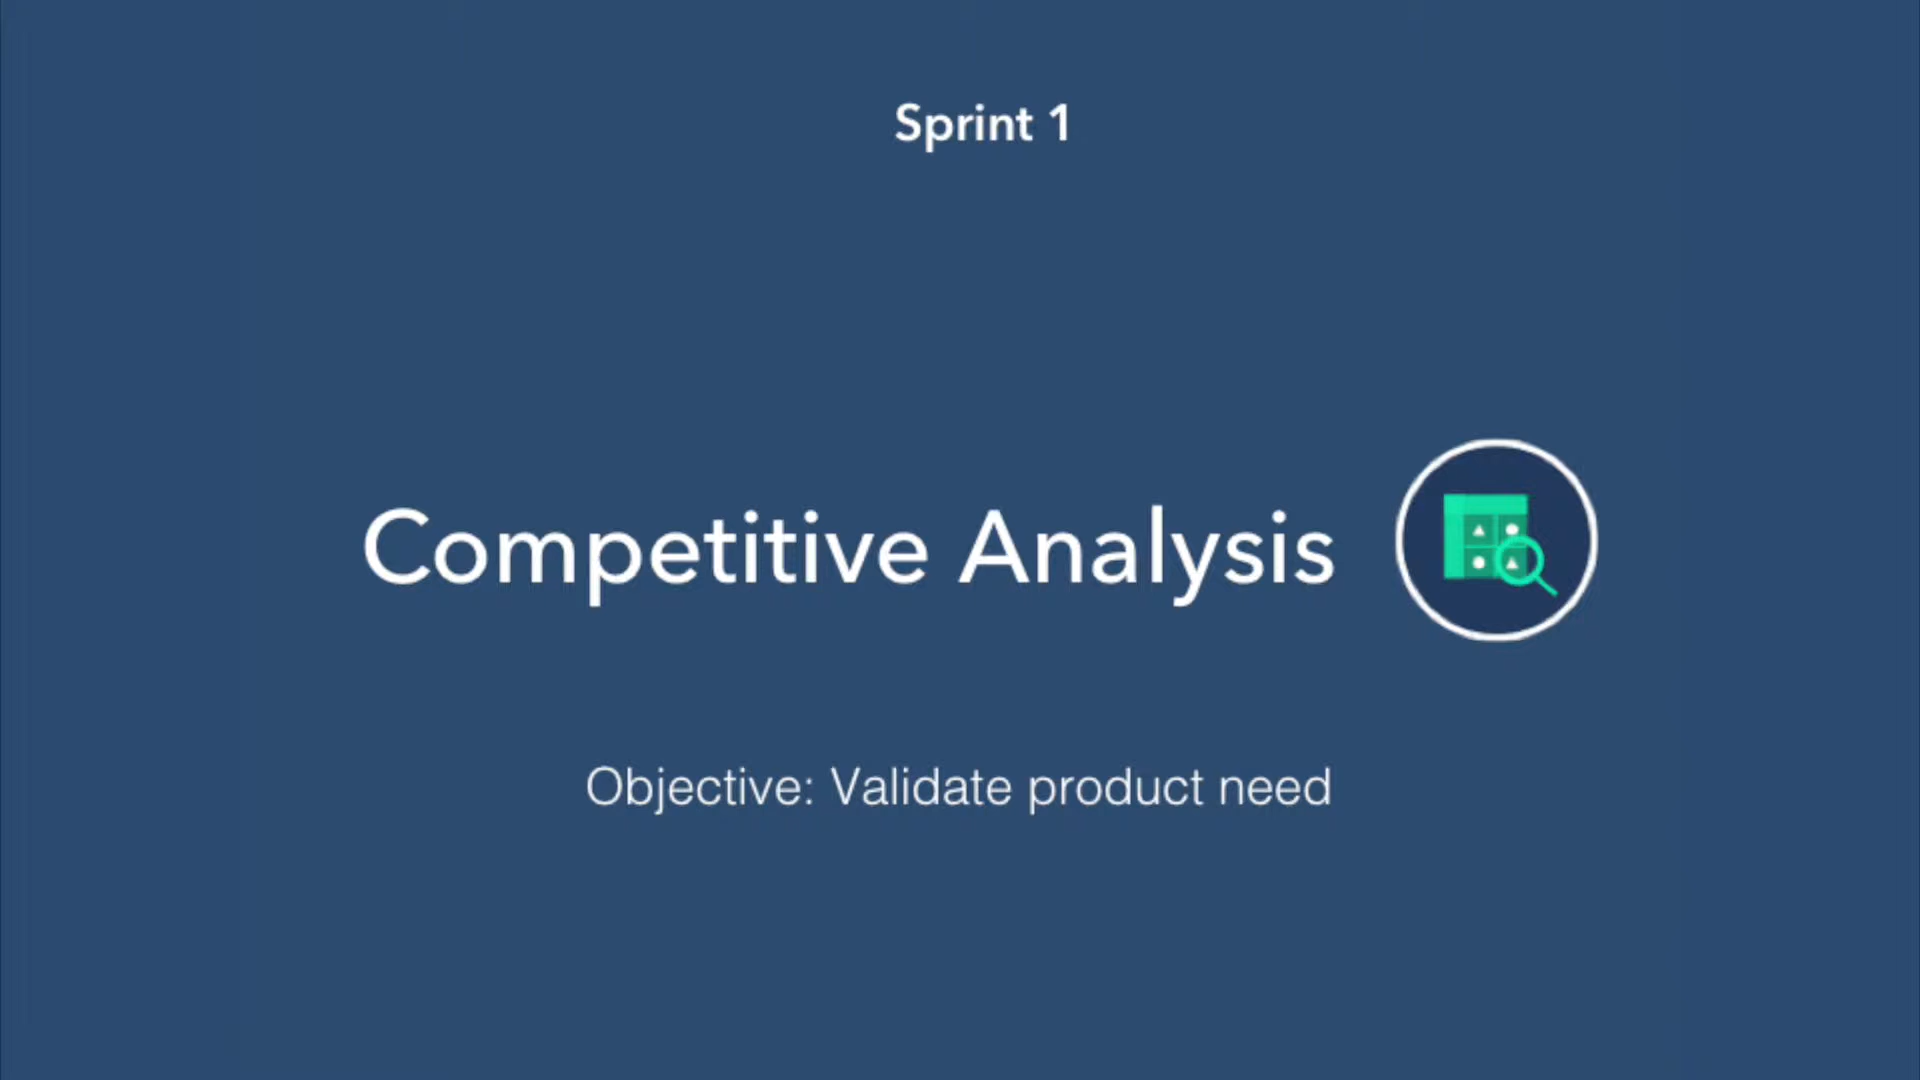 Sprint 1
Competitive Analysis
Objective: Validate product need